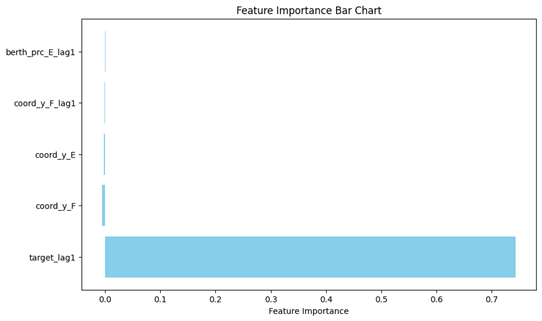 Feature Importance Bar Chart
berth_prc_E_lag1
coord_y_F_lag1
coord_y_E
coord_y_F
target_lag1
0.0 0.1 0.2 0.3 0.4 0.5 0.6 0.7
Feature Importance